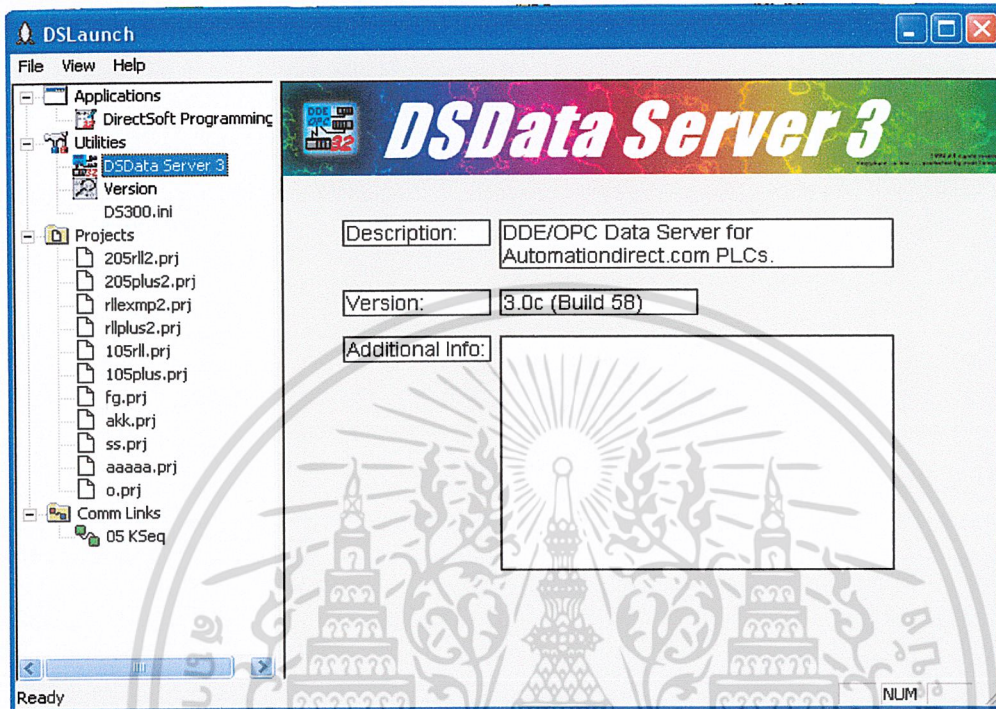 DSLaunch
File View Help
Applications
DirectSoft Programming
Utilities
DSData Server 3
Version
DS300.ini
Projects
205rll2.prj
205plus2.prj
rllexmp2.prj
rllplus2.prj
105rll.prj
105plus.prj
fg.prj
akk.prj
ss.prj
aaaaa.prj
o.prj
Comm Links
05 KSeq
DDE
OPC
32
DSData Server 3
Description:
DDE/OPC Data Server for
Automationdirect.com PLCs.
Version:
3.0c (Build 58)
Additional Info:
Ready
NUM